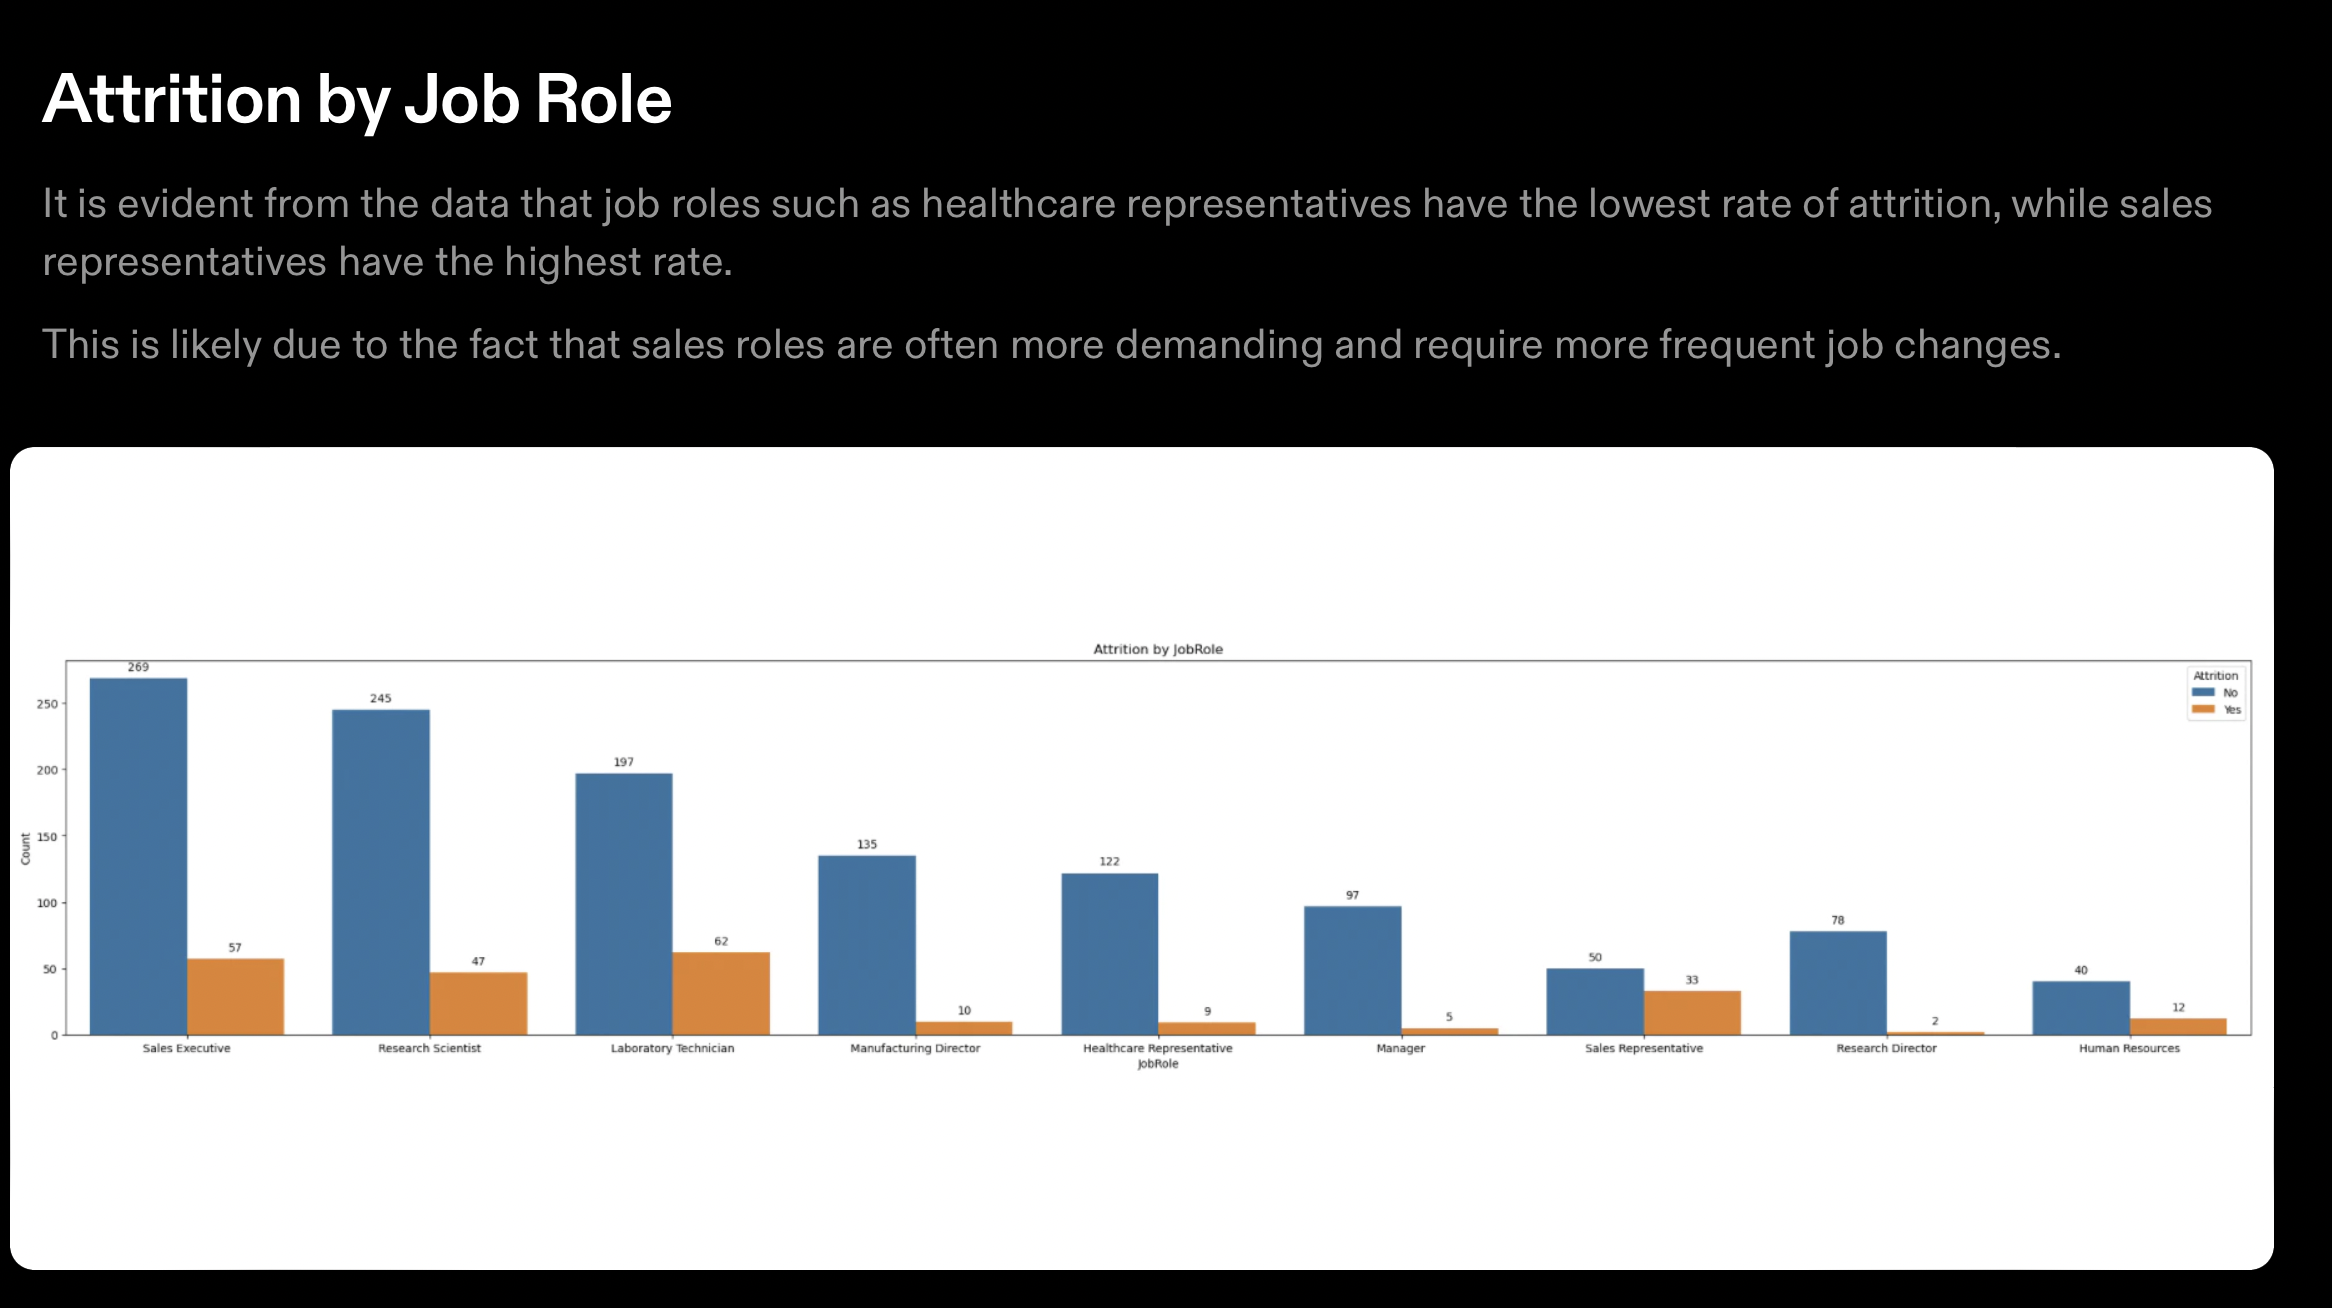 Attrition by Job Role
It is evident from the data that job roles such as healthcare representatives have the lowest rate of attrition, while sales
representatives have the highest rate.
This is likely due to the fact that sales roles are often more demanding and require more frequent job changes.
Attrition by JobRole
269
57
245
47
197
62
135
10
122
9
97
5
50
33
78
2
40
12
Attrition
No
Yes
250
200
150
100
50
0
Count
Sales Executive
Research Scientist
Laboratory Technician
Manufacturing Director
Healthcare Representative
Manager
Sales Representative
Research Director
Human Resources
JobRole